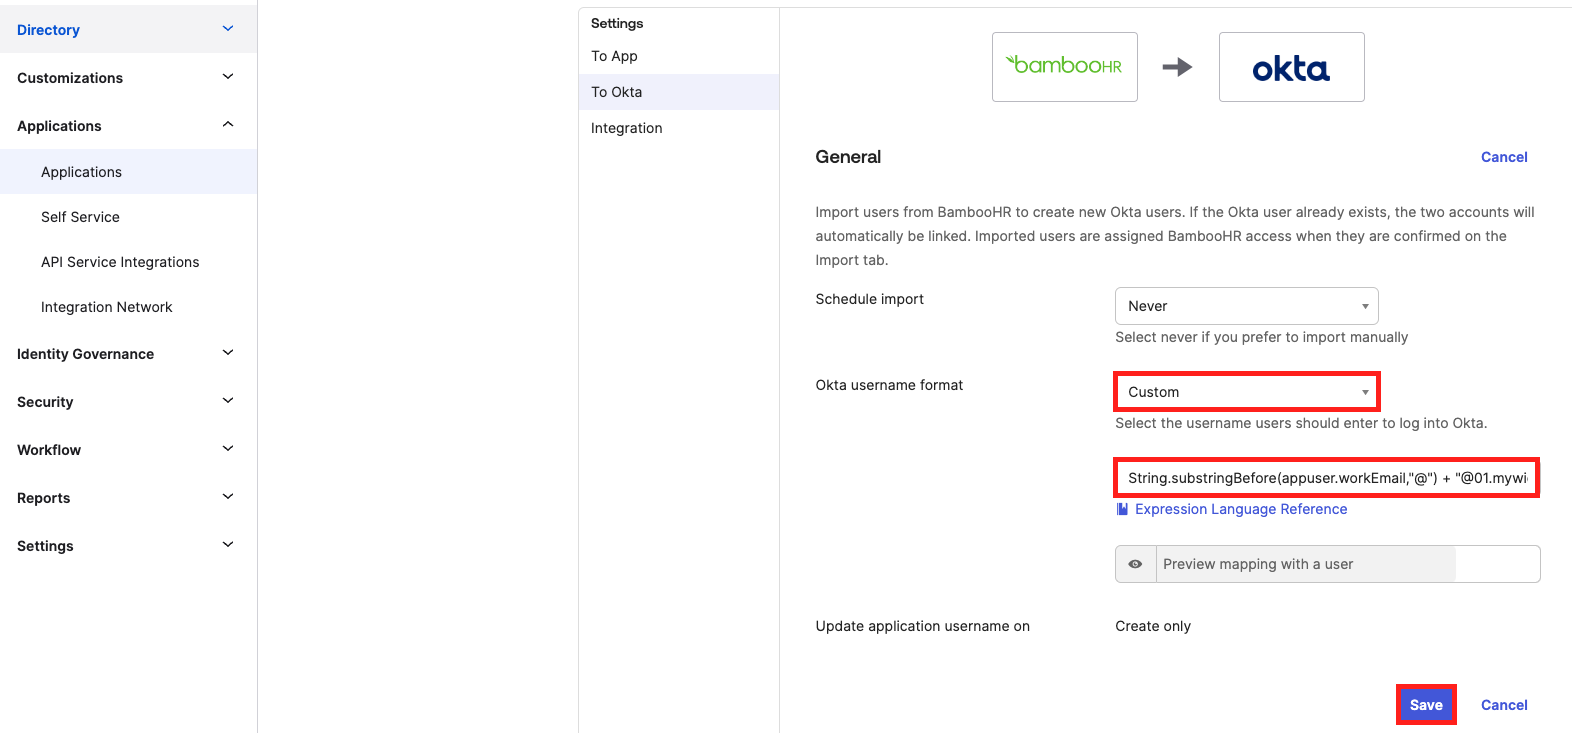 Directory
Customizations
Applications
Applications
Self Service
API Service Integrations
Integration Network
Identity Governance
Security
Workflow
Reports
Settings
Settings
To App
To Okta
Integration
bambooHR
okta
General
Cancel
Import users from BambooHR to create new Okta users. If the Okta user already exists, the two accounts will
automatically be linked. Imported users are assigned BambooHR access when they are confirmed on the
Import tab.
Schedule import
Never
Select never if you prefer to import manually
Okta username format
Custom
Select the username users should enter to log into Okta.
String.substringBefore(appuser.workEmail,"@") + "@01.mywi
Expression Language Reference
Preview mapping with a user
Update application username on
Create only
Save
Cancel